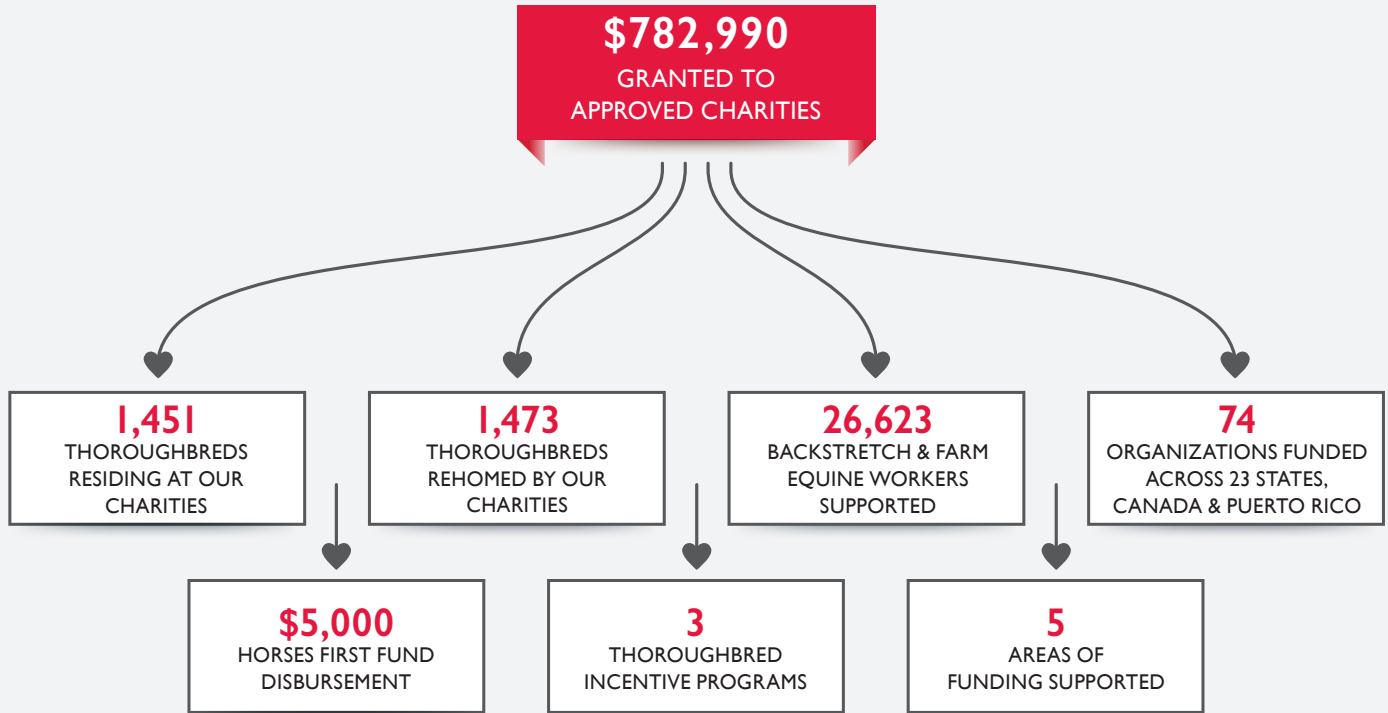 $782,990
GRANTED TO
APPROVED CHARITIES
1,451
THOROUGHBREDS
RESIDING AT OUR
CHARITIES
1,473
THOROUGHBREDS
REHOMED BY OUR
CHARITIES
26,623
BACKSTRETCH & FARM
EQUINE WORKERS
SUPPORTED
74
ORGANIZATIONS FUNDED
ACROSS 23 STATES,
CANADA & PUERTO RICO
$5,000
HORSES FIRST FUND
DISBURSEMENT
3
THOROUGHBRED
INCENTIVE PROGRAMS
5
AREAS OF
FUNDING SUPPORTED